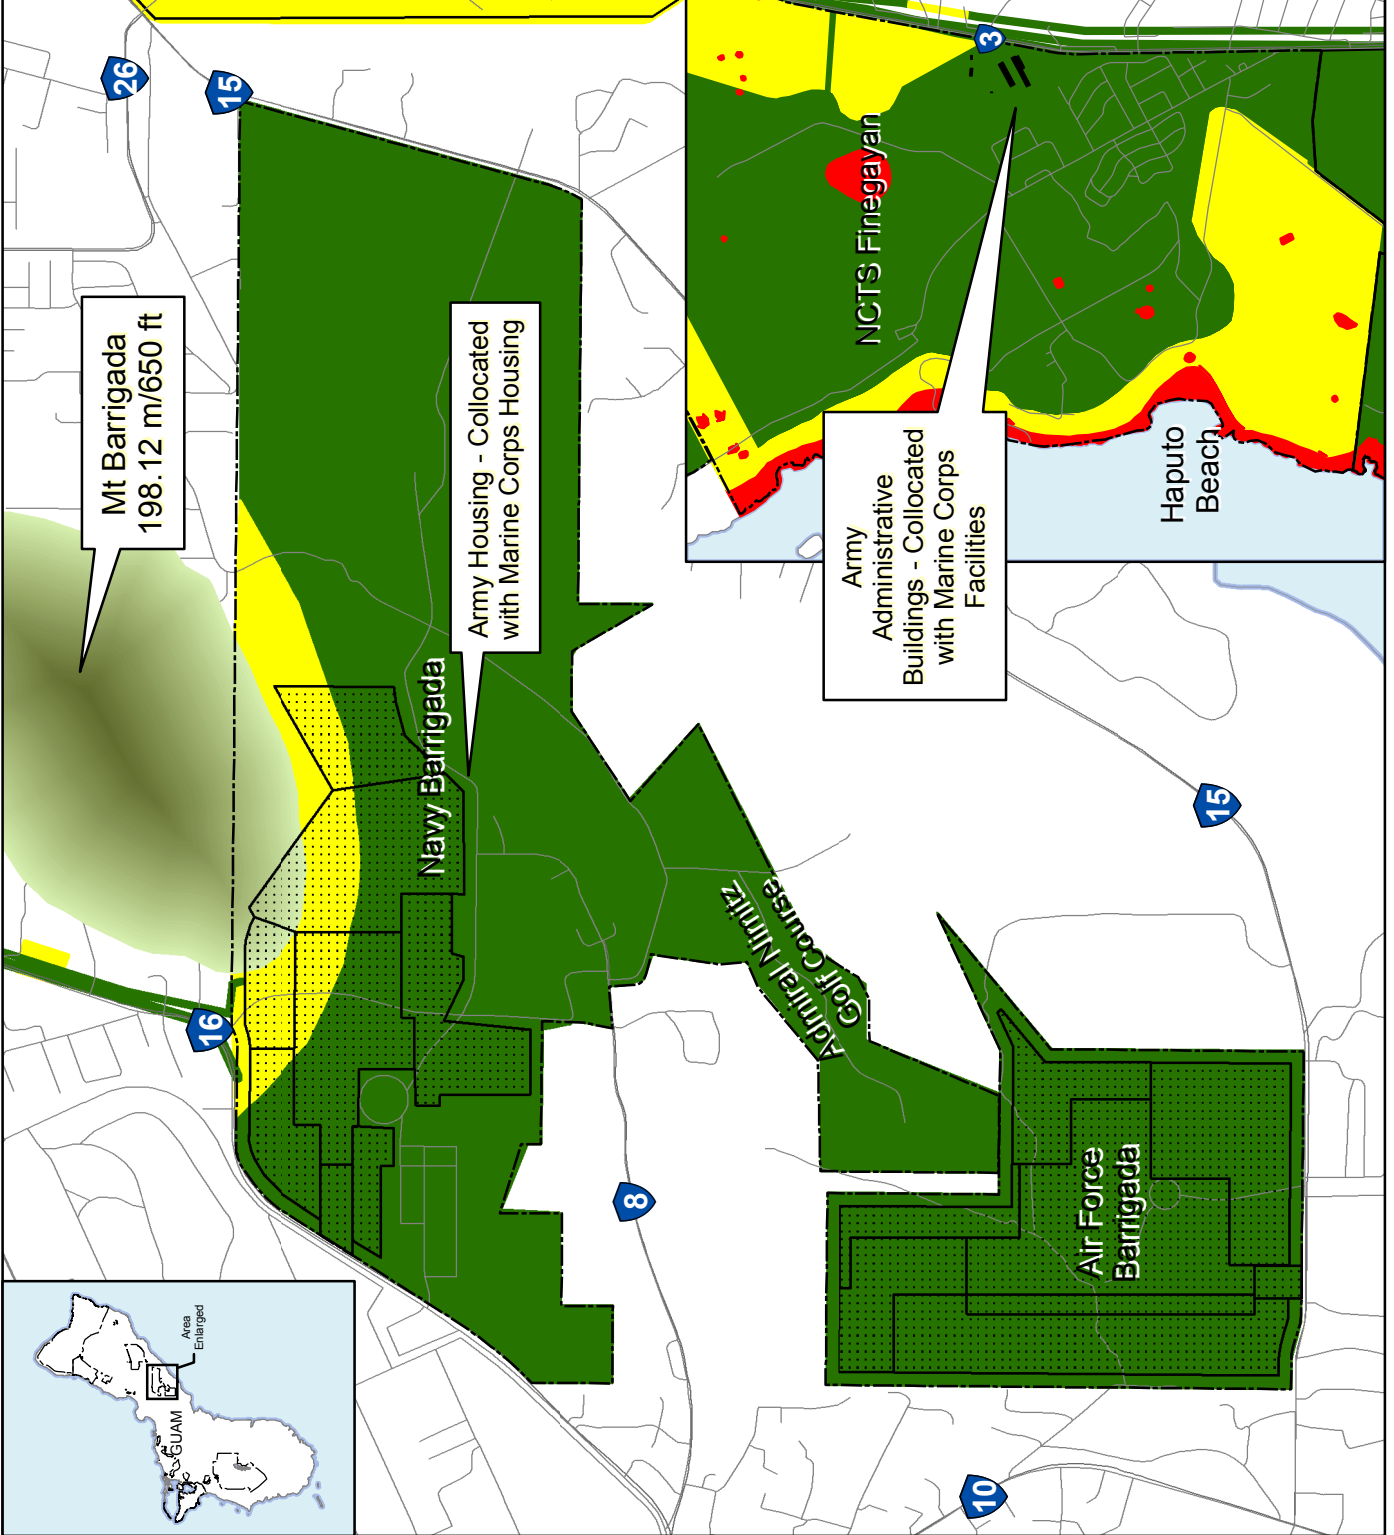 26
15
3
NCTS Finegayan
Mt Barrigada
198.12 m/650 ft
Army Housing - Collocated
with Marine Corps Housing
Army
Administrative
Buildings - Collocated
with Marine Corps
Facilities
Haputo
Beach
Navy Barrigada
Admiral Nimitz
Golf Course
15
16
8
Air Force
Barrigada
GUAM
Area
Enlarged
10